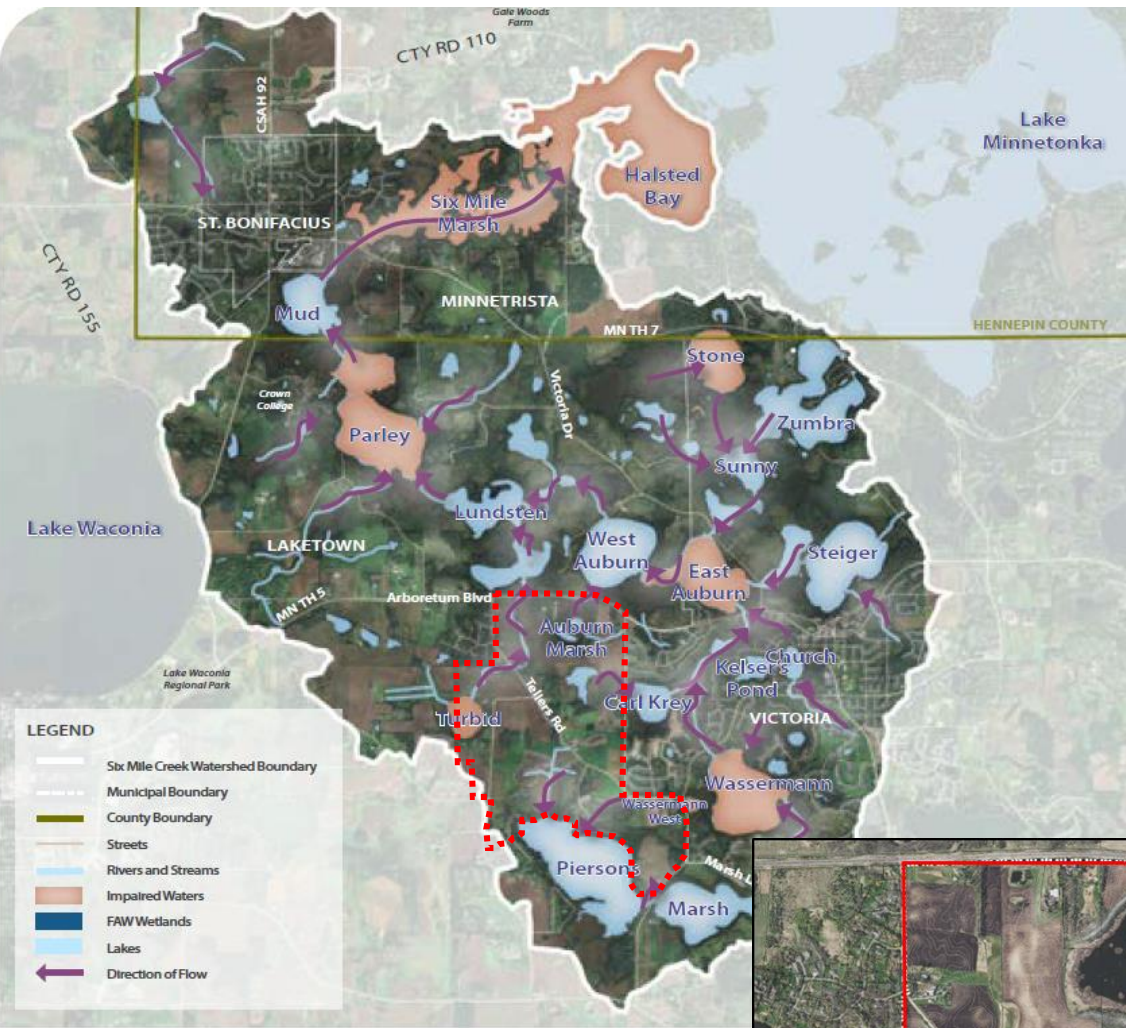 Gale Woods
Farm
CTY RD 110
CSAH 92
Lake
Minnetonka
Halsted
Bay
Six Mile
Marsh
ST. BONIFACIUS
CTY RD 155
MINNETRISTA
Mud
MN TH 7
HENNEPIN COUNTY
Stone
Crown
College
Victoria Dr
Zumbra
Parley
Sunny
Lundsten
Lake Waconia
West
Auburn
Steiger
LAKETOWN
East
Auburn
MN TH 5
Arboretum Blvd
Auburn
Marsh
Church
Kelser's
Pond
Lake Waconia
Regional Park
Tellers Rd
Carl Krey
Turbid
VICTORIA
Wassermann
Wassermann
West
Piersons
Marsh L
Marsh
LEGEND
Six Mile Creek Watershed Boundary
Municipal Boundary
County Boundary
Streets
Rivers and Streams
Impaired Waters
FAW Wetlands
Lakes
Direction of Flow